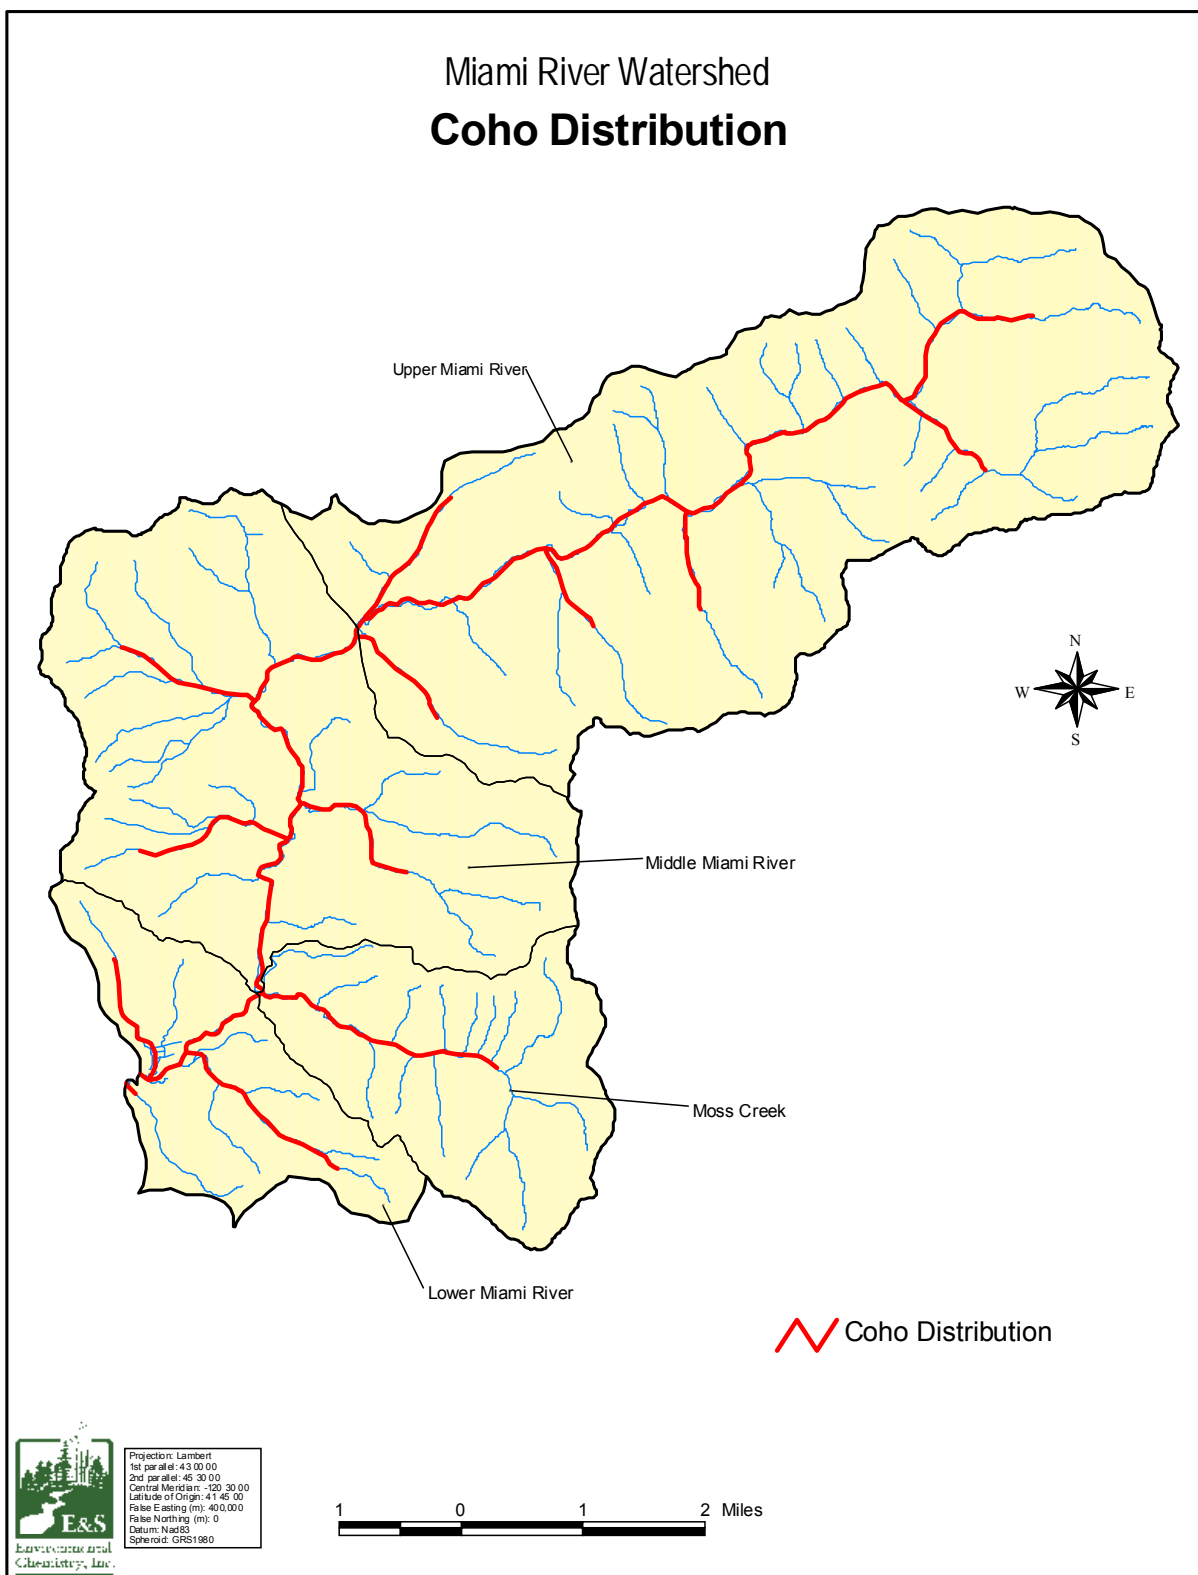 Miami River Watershed
Coho Distribution
Upper Miami River
N
W
E
S
Middle Miami River
Moss Creek
Lower Miami River
Coho Distribution
Projection: Lambert
1st parallel: 43 00 00
2nd parallel: 45 30 00
Central Meridian: -120 30 00
Latitude of Origin: 41 45 00
False Easting (m): 400,000
False Northing (m): 0
Datum: Nad83
Spheroid: GRS1980
E&S
Environmental
Chemistry, Inc.
1 0 1 2 Miles